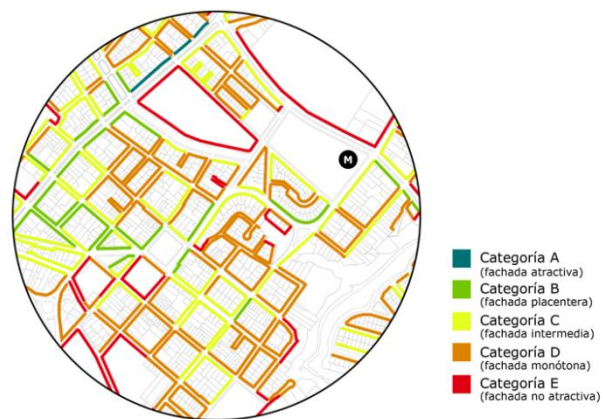 M
Categoría A
(fachada atractiva)
Categoría B
(fachada placentera)
Categoría C
(fachada intermedia)
Categoría D
(fachada monótona)
Categoría E
(fachada no atractiva)